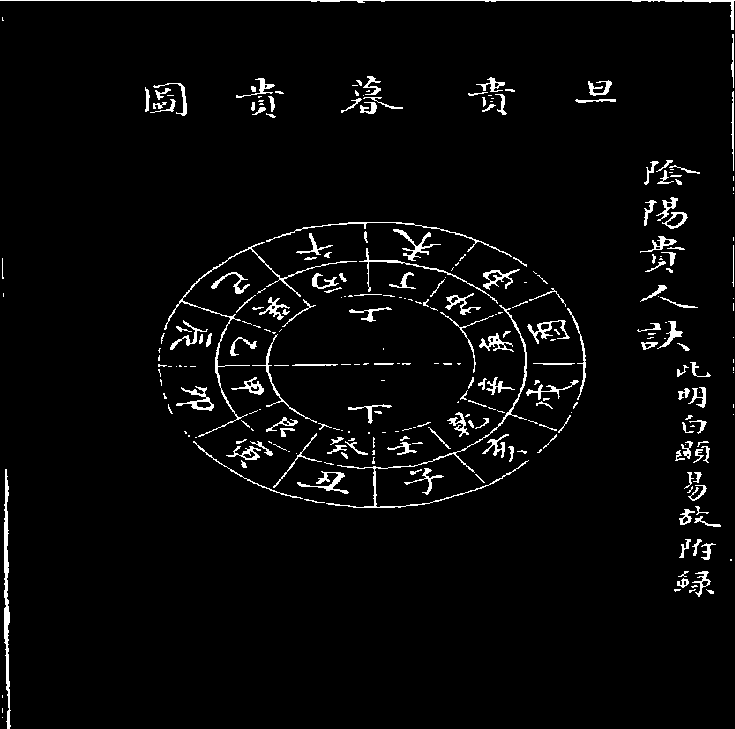 旦貴暮貴圖
陰陽貴人訣
此明白顯易故附錄
午未申酉戌亥子丑寅卯辰巳
丙丁坤庚辛乾壬癸艮甲乙巽
上
下